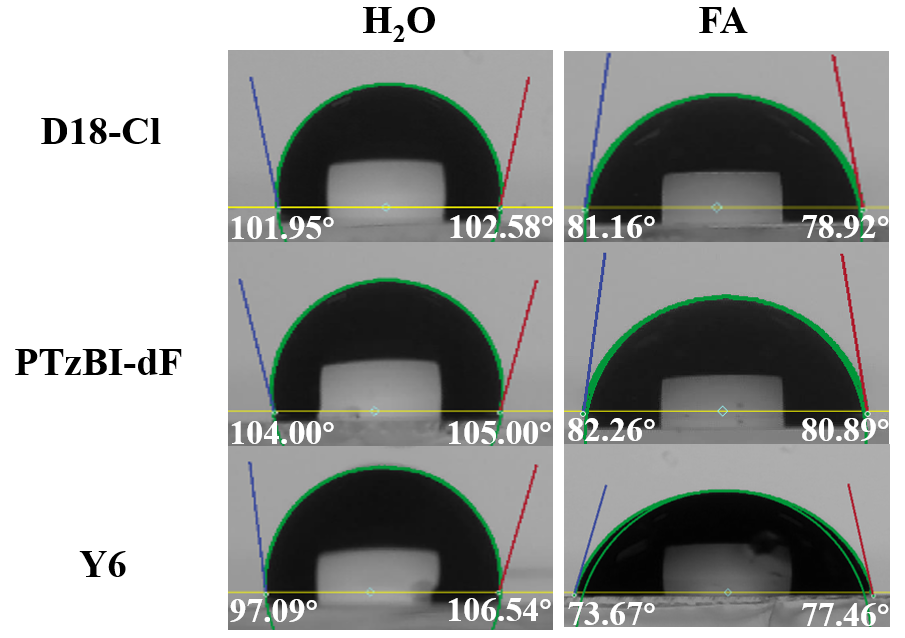 H₂O FA
D18-Cl
101.95° 102.58° 81.16° 78.92°
PTzBI-dF
104.00° 105.00° 82.26° 80.89°
Y6
97.09° 106.54° 73.67° 77.46°